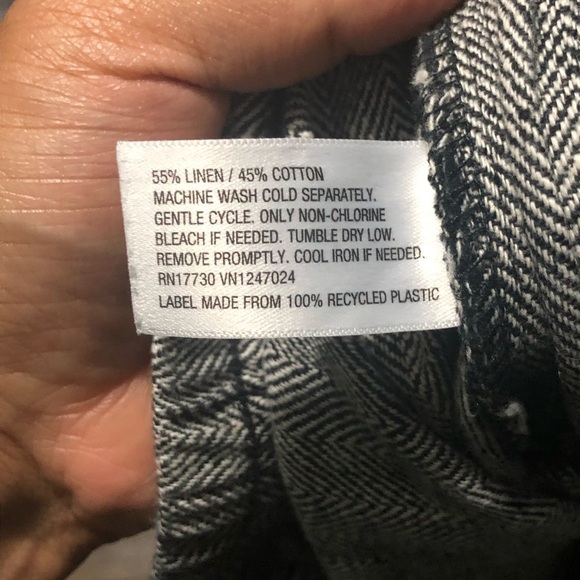 55% LINEN / 45% COTTON
MACHINE WASH COLD SEPARATELY.
GENTLE CYCLE. ONLY NON-CHLORINE
BLEACH IF NEEDED. TUMBLE DRY LOW.
REMOVE PROMPTLY. COOL IRON IF NEEDED.
RN17730 VN1247024
LABEL MADE FROM 100% RECYCLED PLASTIC